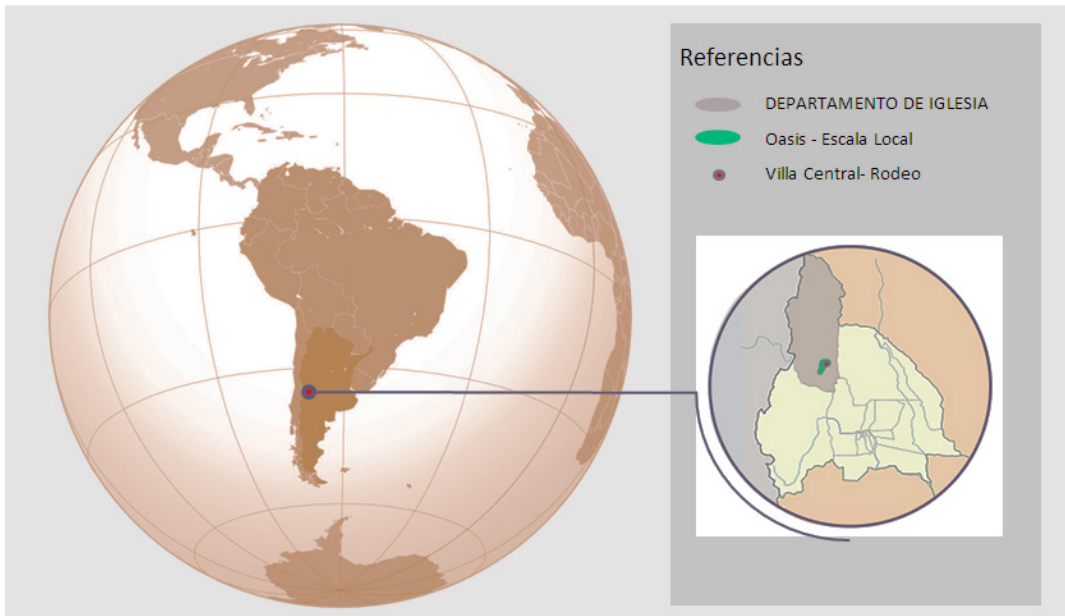 Referencias
DEPARTAMENTO DE IGLESIA
Oasis - Escala Local
Villa Central- Rodeo